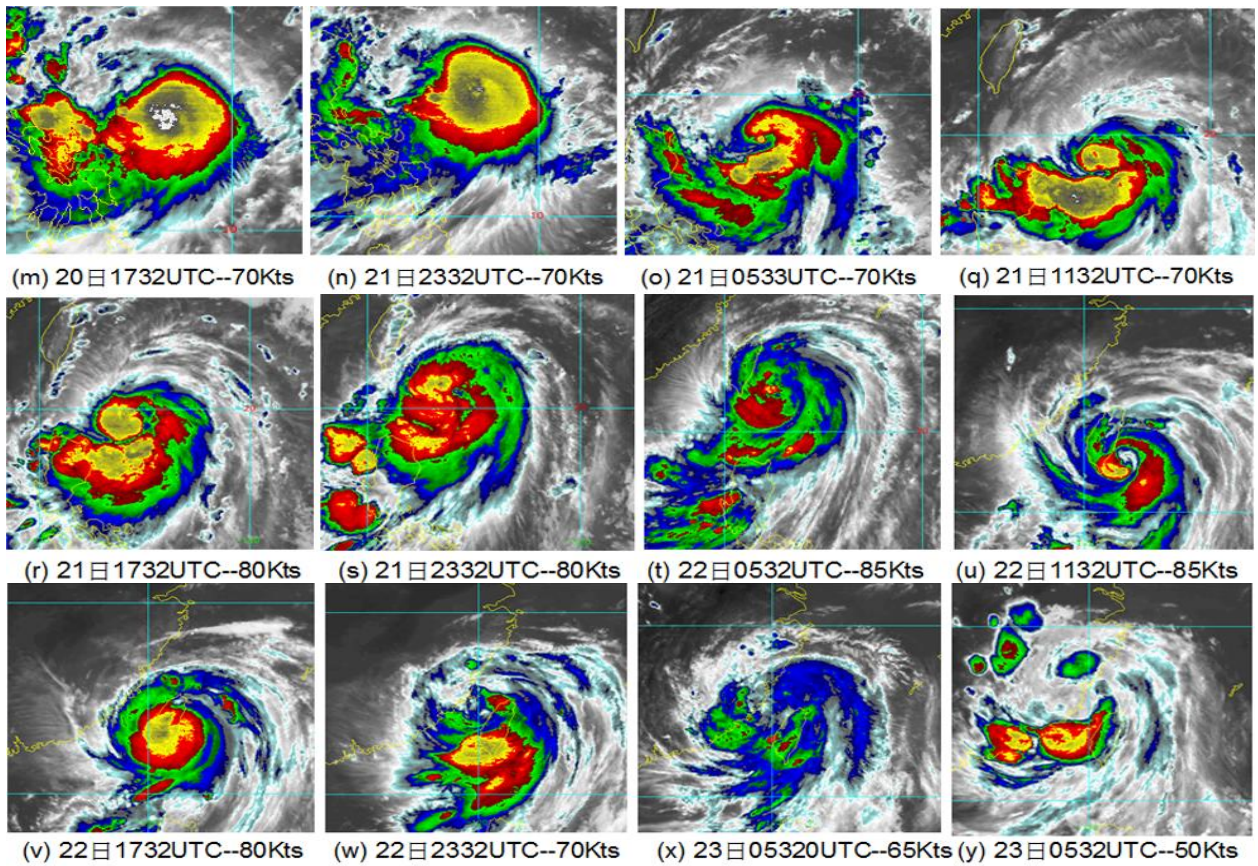 (m) 20日1732UTC--70Kts
(n) 21日2332UTC--70Kts
(o) 21日0533UTC--70Kts
(q) 21日1132UTC--70Kts
(r) 21日1732UTC--80Kts
(s) 21日2332UTC--80Kts
(t) 22日0532UTC--85Kts
(u) 22日1132UTC--85Kts
(v) 22日1732UTC--80Kts
(w) 22日2332UTC--70Kts
(x) 23日05320UTC--65Kts
(y) 23日0532UTC--50Kts